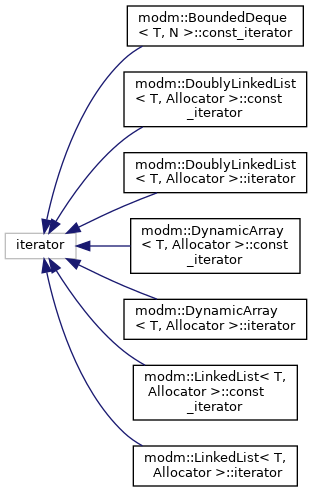 modm::BoundedDeque
< T, N >::const_iterator
modm::DoublyLinkedList
< T, Allocator >::const
_iterator
modm::DoublyLinkedList
< T, Allocator >::iterator
iterator
modm::DynamicArray
< T, Allocator >::const
_iterator
modm::DynamicArray
< T, Allocator >::iterator
modm::LinkedList< T,
Allocator >::const
_iterator
modm::LinkedList< T,
Allocator >::iterator